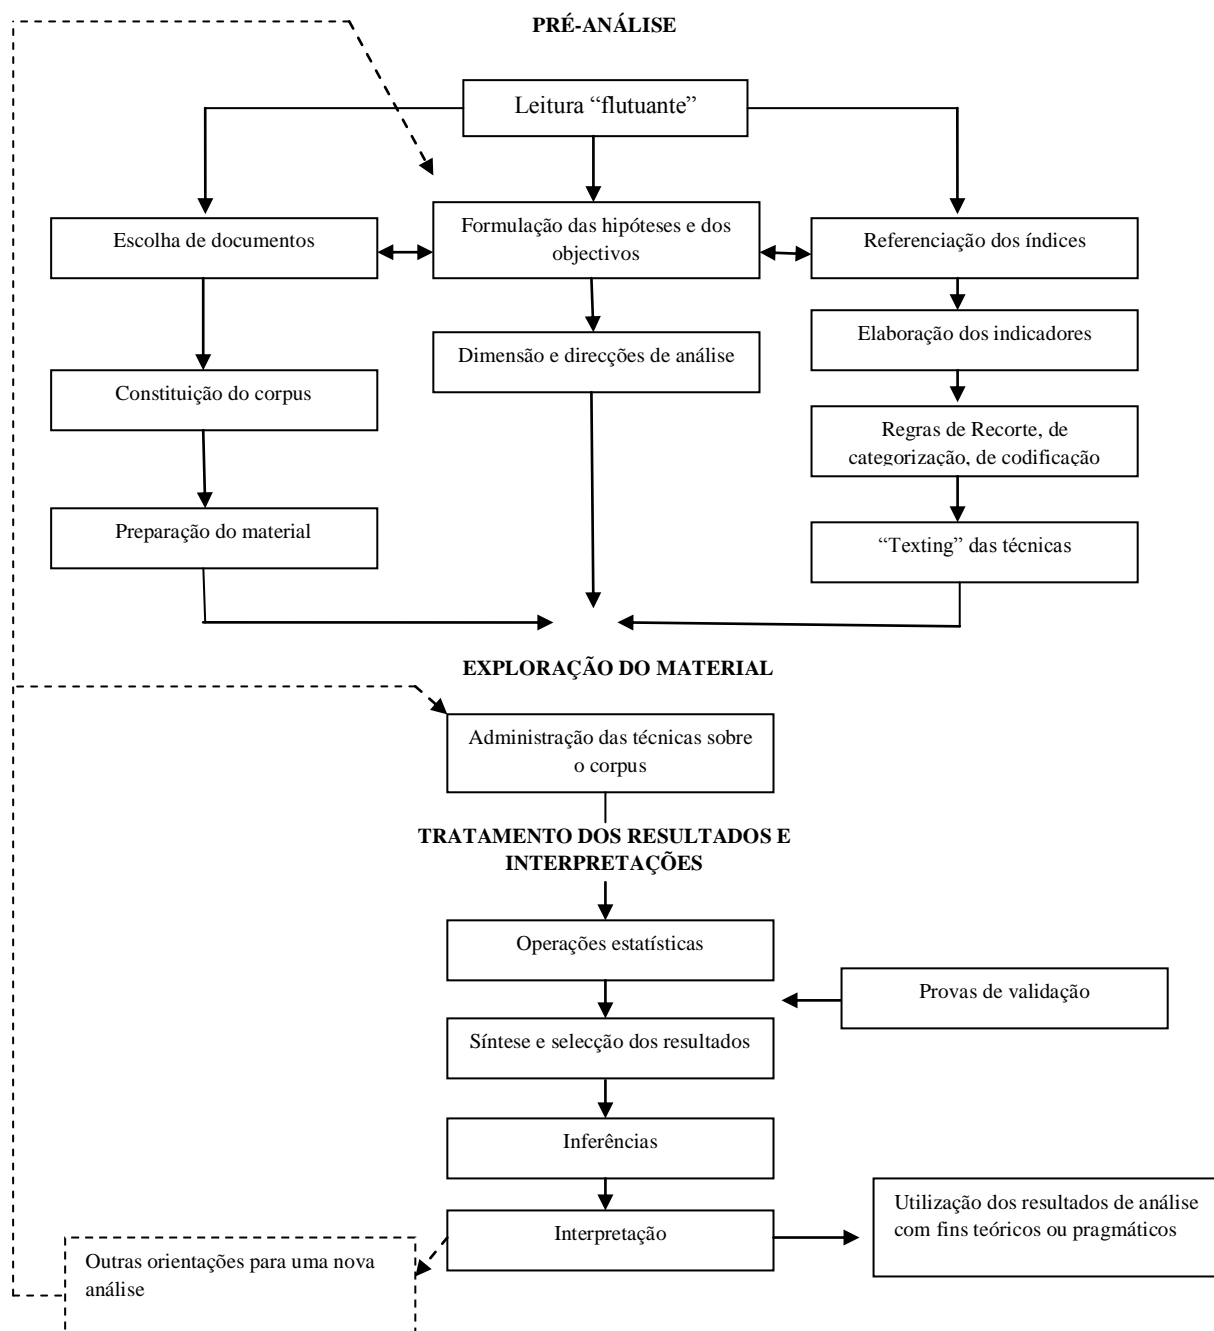 PRÉ-ANÁLISE
Leitura “flutuante”
Escolha de documentos
Formulação das hipóteses e dos
objectivos
Referenciação dos índices
Elaboração dos indicadores
Dimensão e direcções de análise
Constituição do corpus
Regras de Recorte, de
categorização, de codificação
Preparação do material
“Texting” das técnicas
EXPLORAÇÃO DO MATERIAL
Administração das técnicas sobre
o corpus
TRATAMENTO DOS RESULTADOS E
INTERPRETAÇÕES
Operações estatísticas
Provas de validação
Síntese e selecção dos resultados
Inferências
Utilização dos resultados de análise
com fins teóricos ou pragmáticos
Interpretação
Outras orientações para uma nova
análise